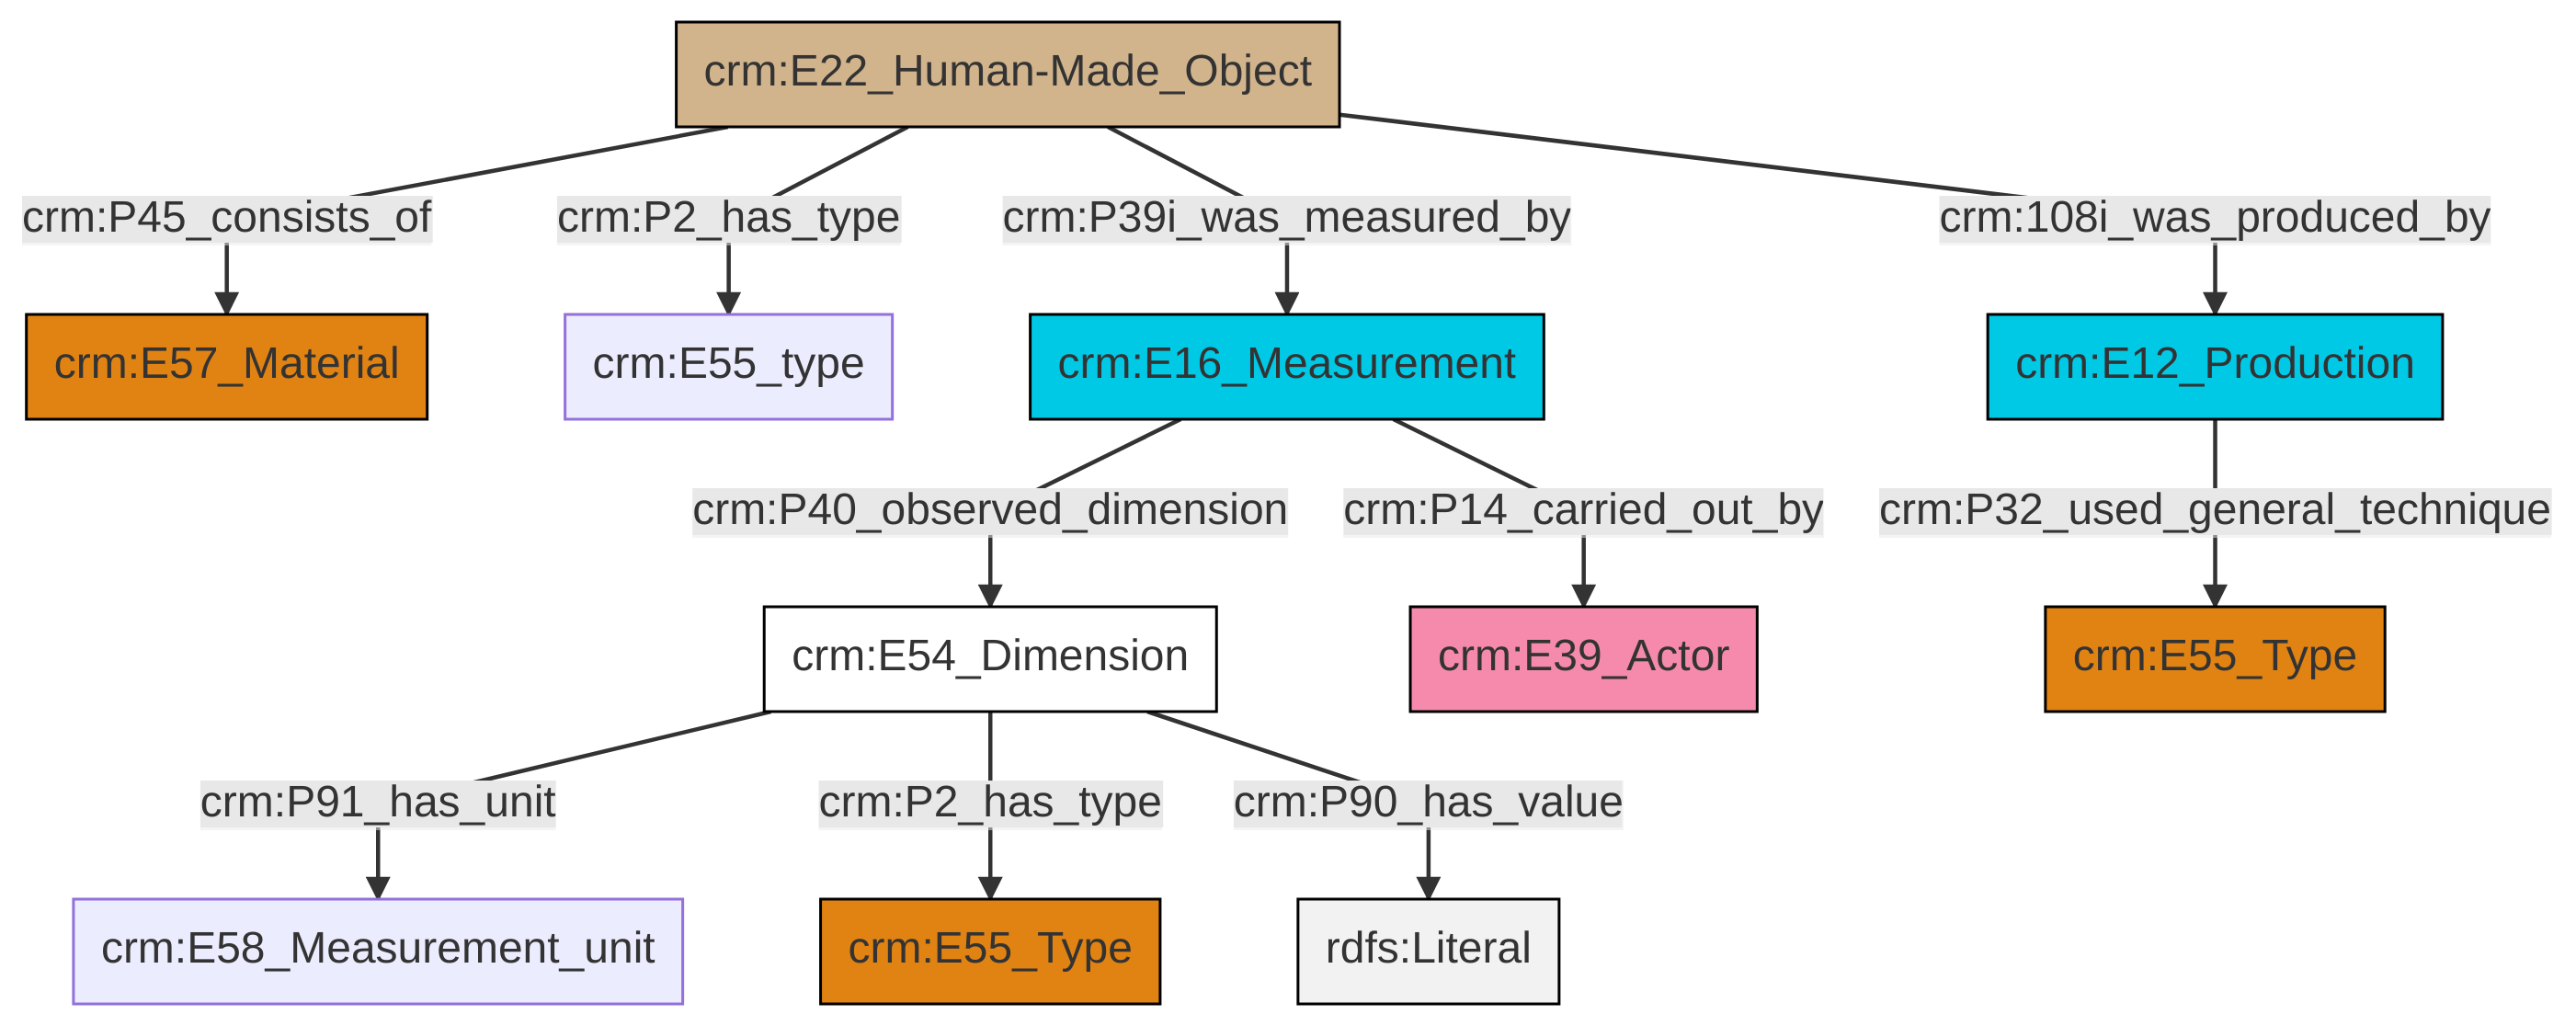 crm:E22_Human-Made_Object
crm:P45_consists_of
crm:P2_has_type
crm:P39i_was_measured_by
crm:108i_was_produced_by
crm:E57_Material
crm:E55_type
crm:E16_Measurement
crm:E12_Production
crm:P40_observed_dimension
crm:P14_carried_out_by
crm:P32_used_general_technique
crm:E54_Dimension
crm:E39_Actor
crm:E55_Type
crm:P91_has_unit
crm:P2_has_type
crm:P90_has_value
crm:E58_Measurement_unit
crm:E55_Type
rdfs:Literal